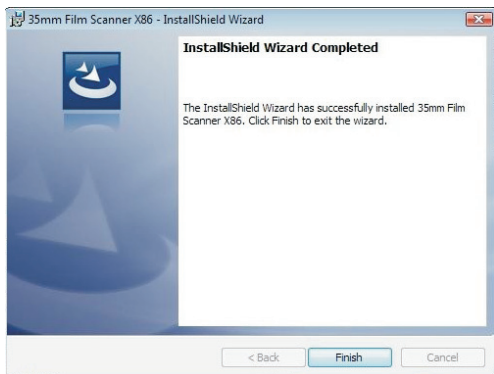 35mm Film Scanner X86 - InstallShield Wizard
InstallShield Wizard Completed
The InstallShield Wizard has successfully installed 35mm Film
Scanner X86. Click Finish to exit the wizard.
< Back Finish Cancel